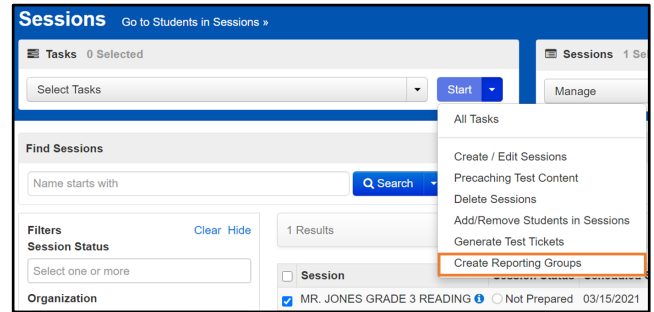 Sessions Go to Students in Sessions »
Tasks 0 Selected
Sessions 1 Se
Select Tasks
Start
Manage
All Tasks
Create / Edit Sessions
Precaching Test Content
Delete Sessions
Add/Remove Students in Sessions
Generate Test Tickets
Create Reporting Groups
Find Sessions
Name starts with
Search
Filters Clear Hide
Session Status
Select one or more
Organization
1 Results
Session
MR. JONES GRADE 3 READING Not Prepared 03/15/2021